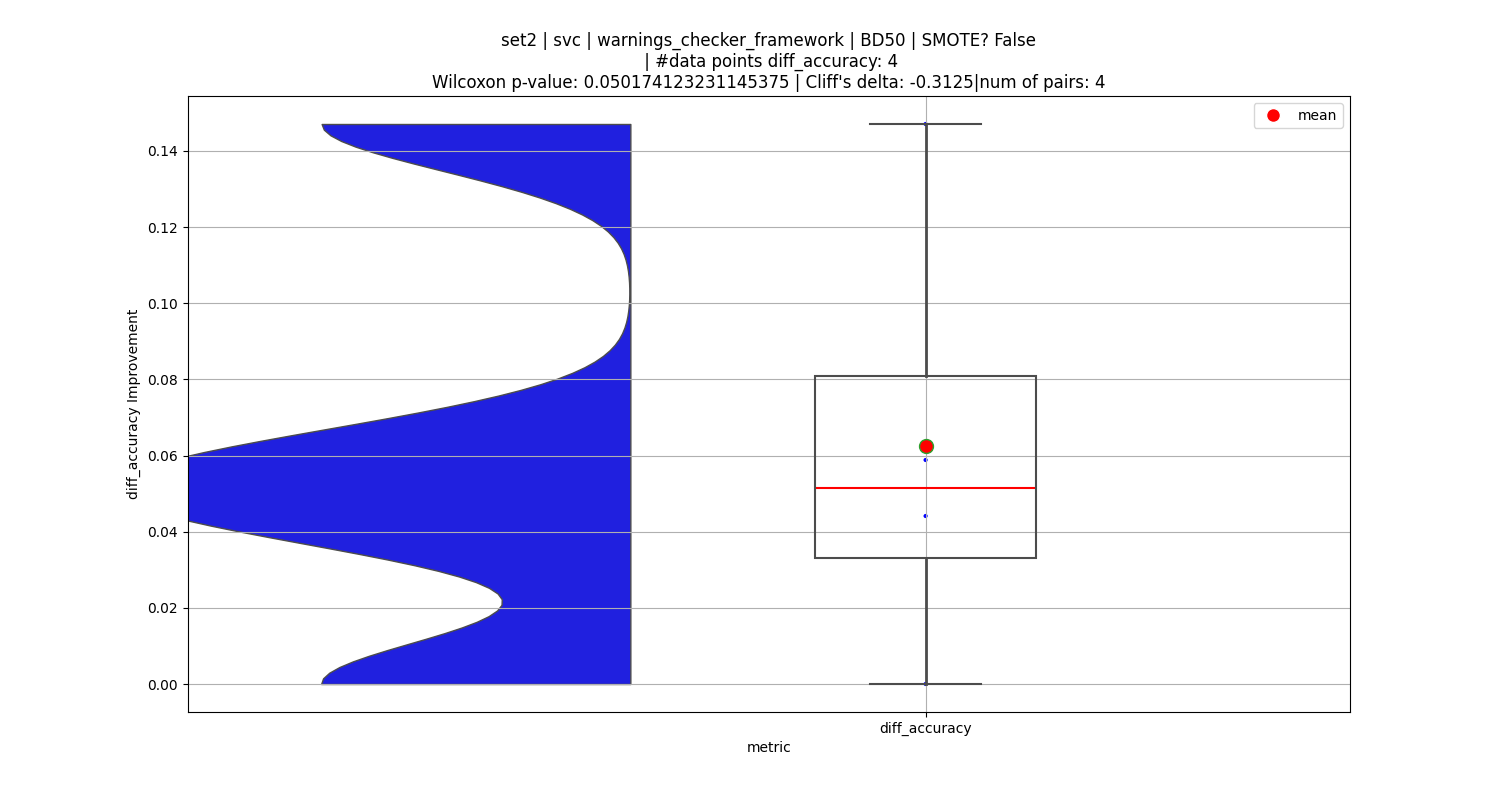 set2 | svc | warnings_checker_framework | BD50 | SMOTE? False
| #data points diff_accuracy: 4
Wilcoxon p-value: 0.050174123231145375 | Cliff's delta: -0.3125|num of pairs: 4
mean
0.14
0.12
0.10
0.08
0.06
0.04
0.02
0.00
diff_accuracy Improvement
diff_accuracy
metric